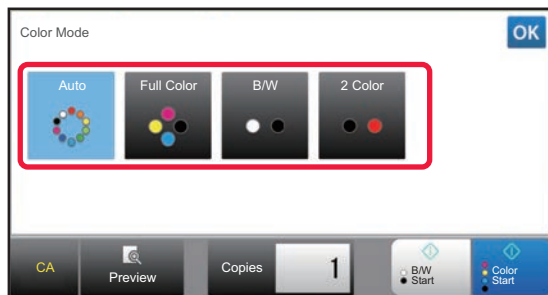 Color Mode
OK
Auto
Full Color
B/W
2 Color
CA
Preview
Copies
1
B/W
Start
Color
Start